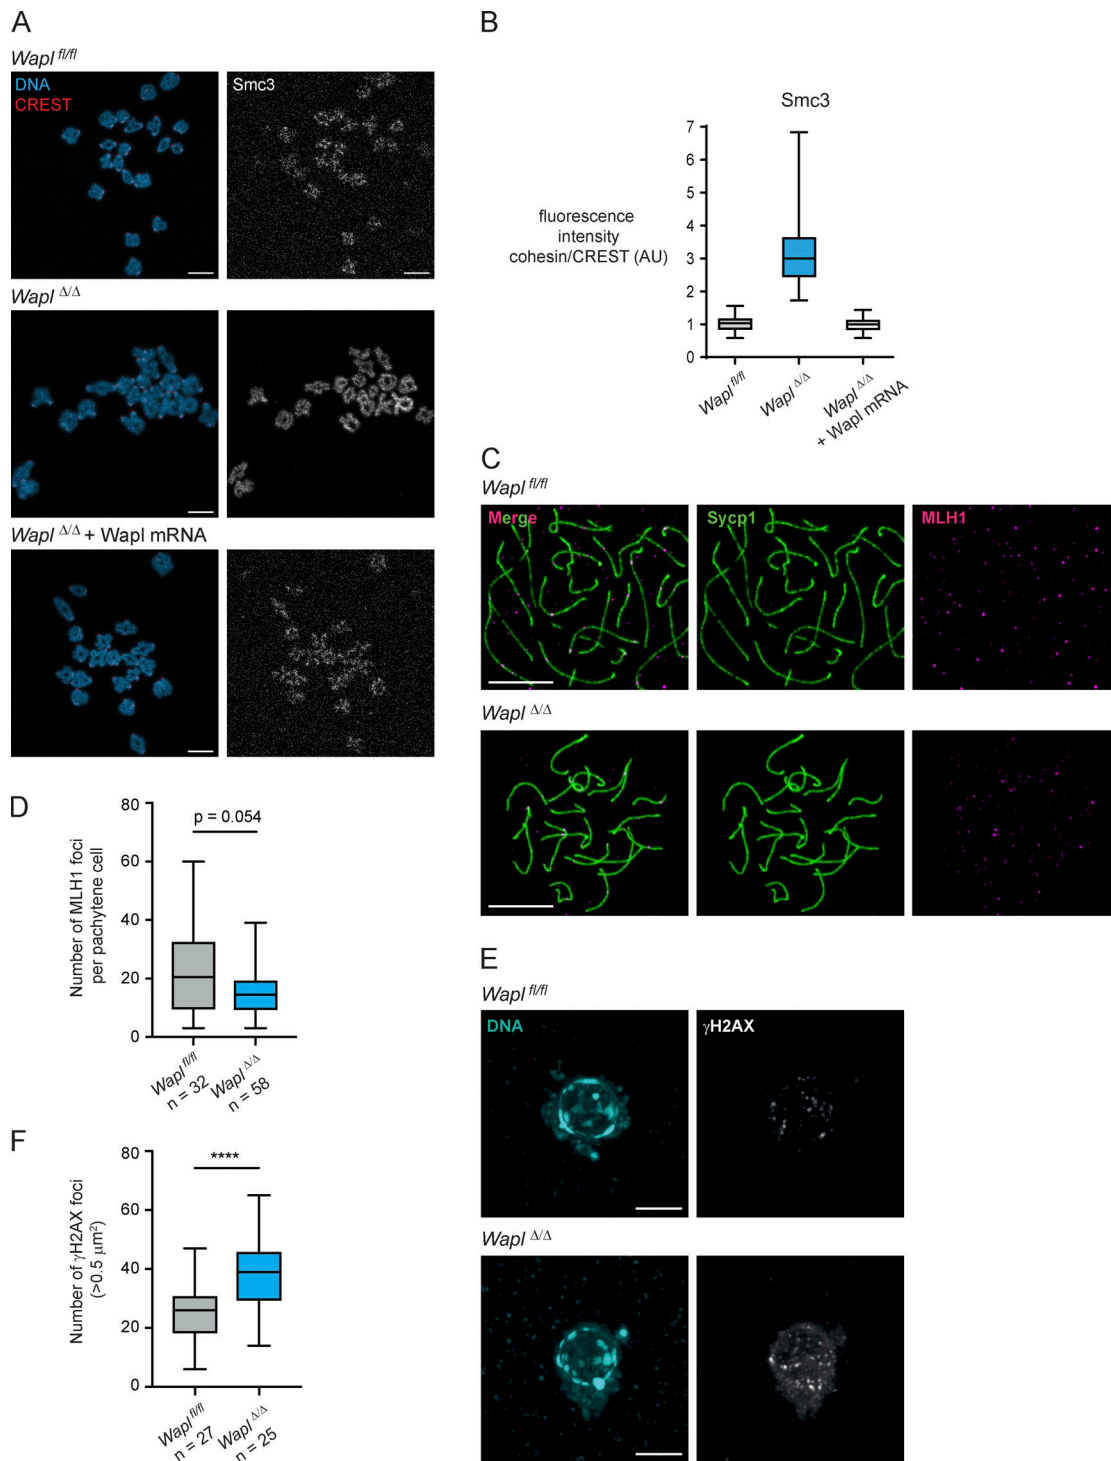 A
Wapl fl/fl
DNA
CREST
Smc3
Wapl Δ/Δ
Wapl Δ/Δ + Wapl mRNA
B
Smc3
fluorescence
intensity
cohesin/CREST (AU)
7
6
5
4
3
2
1
0
Wapl fl/fl
Wapl Δ/Δ
Wapl Δ/Δ
+ Wapl mRNA
C
Wapl fl/fl
Merge
Sycp1
MLH1
Wapl Δ/Δ
D
Number of MLH1 foci
per pachytene cell
80
60
40
20
0
p = 0.054
Wapl fl/fl
n = 32
Wapl Δ/Δ
n = 58
E
Wapl fl/fl
DNA
γH2AX
Wapl Δ/Δ
F
Number of γH2AX foci
(>0.5 μm²)
80
60
40
20
0
****
Wapl fl/fl
n = 27
Wapl Δ/Δ
n = 25